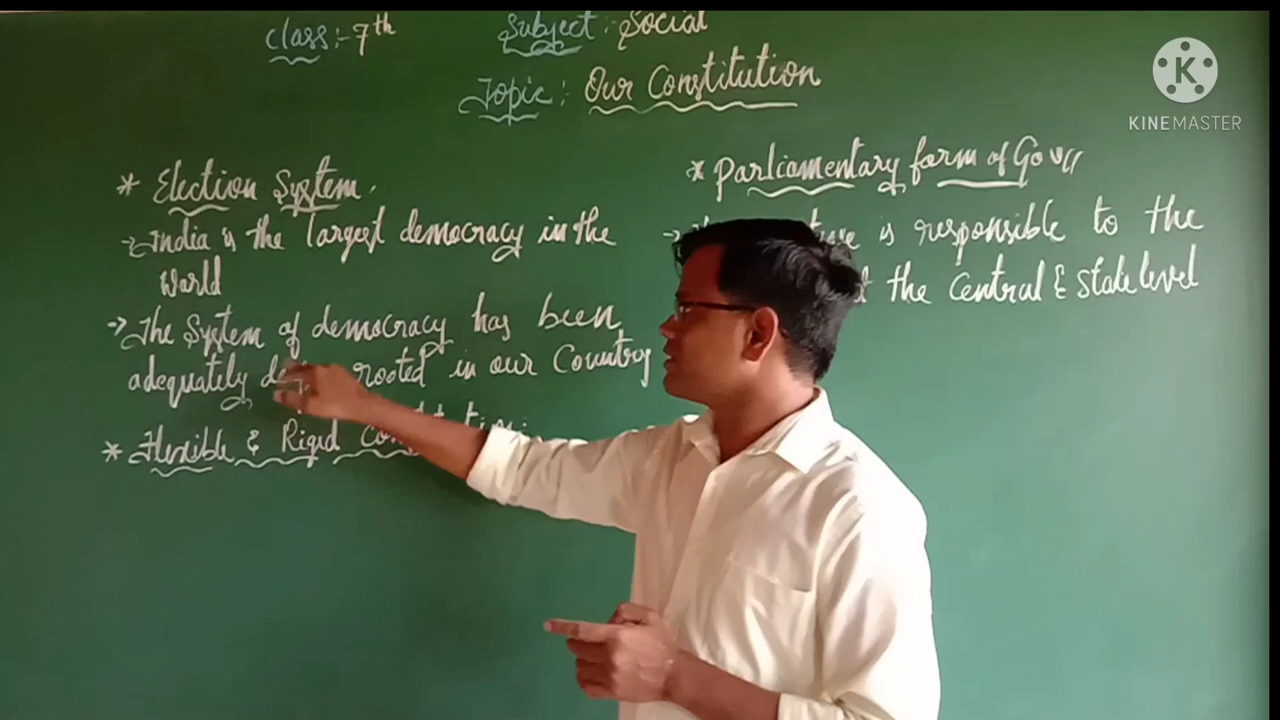 Class:- 7th
Subject:- Social
Topic: Our Constitution
* Election System.
→ India is the largest democracy in the
World
→ The System of democracy has been
adequately rooted in our Country
* Flexible & Rigid
* Parliamentary form of Govt
is responsible to the
the Central & State level
KINEMASTER